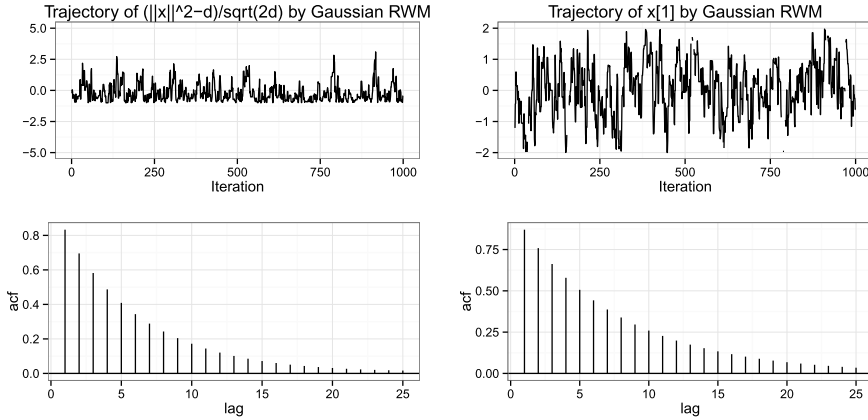 Trajectory of (||x||^2−d)/sqrt(2d) by Gaussian RWM
5.0
2.5
0.0
−2.5
−5.0
0 250 500 750 1000
Iteration
Trajectory of x[1] by Gaussian RWM
2
1
0
−1
−2
0 250 500 750 1000
Iteration
acf
0.8
0.6
0.4
0.2
0.0
0 5 10 15 20 25
lag
acf
0.75
0.50
0.25
0.00
0 5 10 15 20 25
lag